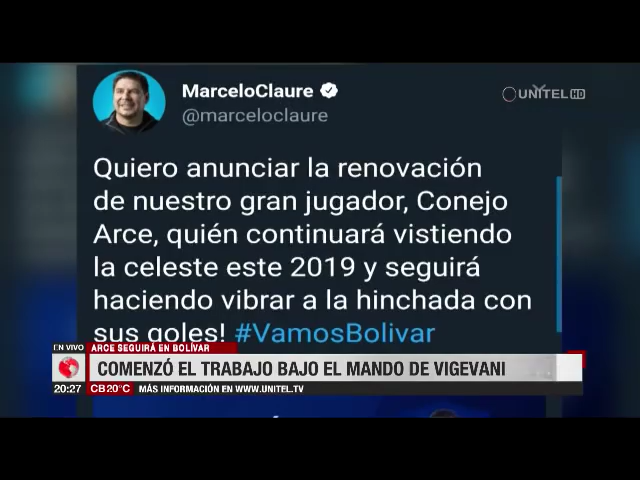 MarceloClaure
@marceloclaure
UNITEL HD
Quiero anunciar la renovación
de nuestro gran jugador, Conejo
Arce, quién continuará vistiendo
la celeste este 2019 y seguirá
haciendo vibrar a la hinchada con
sus goles! #VamosBolivar
EN VIVO
ARCE SEGUIRÁ EN BOLÍVAR
COMENZÓ EL TRABAJO BAJO EL MANDO DE VIGEVANI
20:27
CB 20°C
MÁS INFORMACIÓN EN WWW.UNITEL.TV